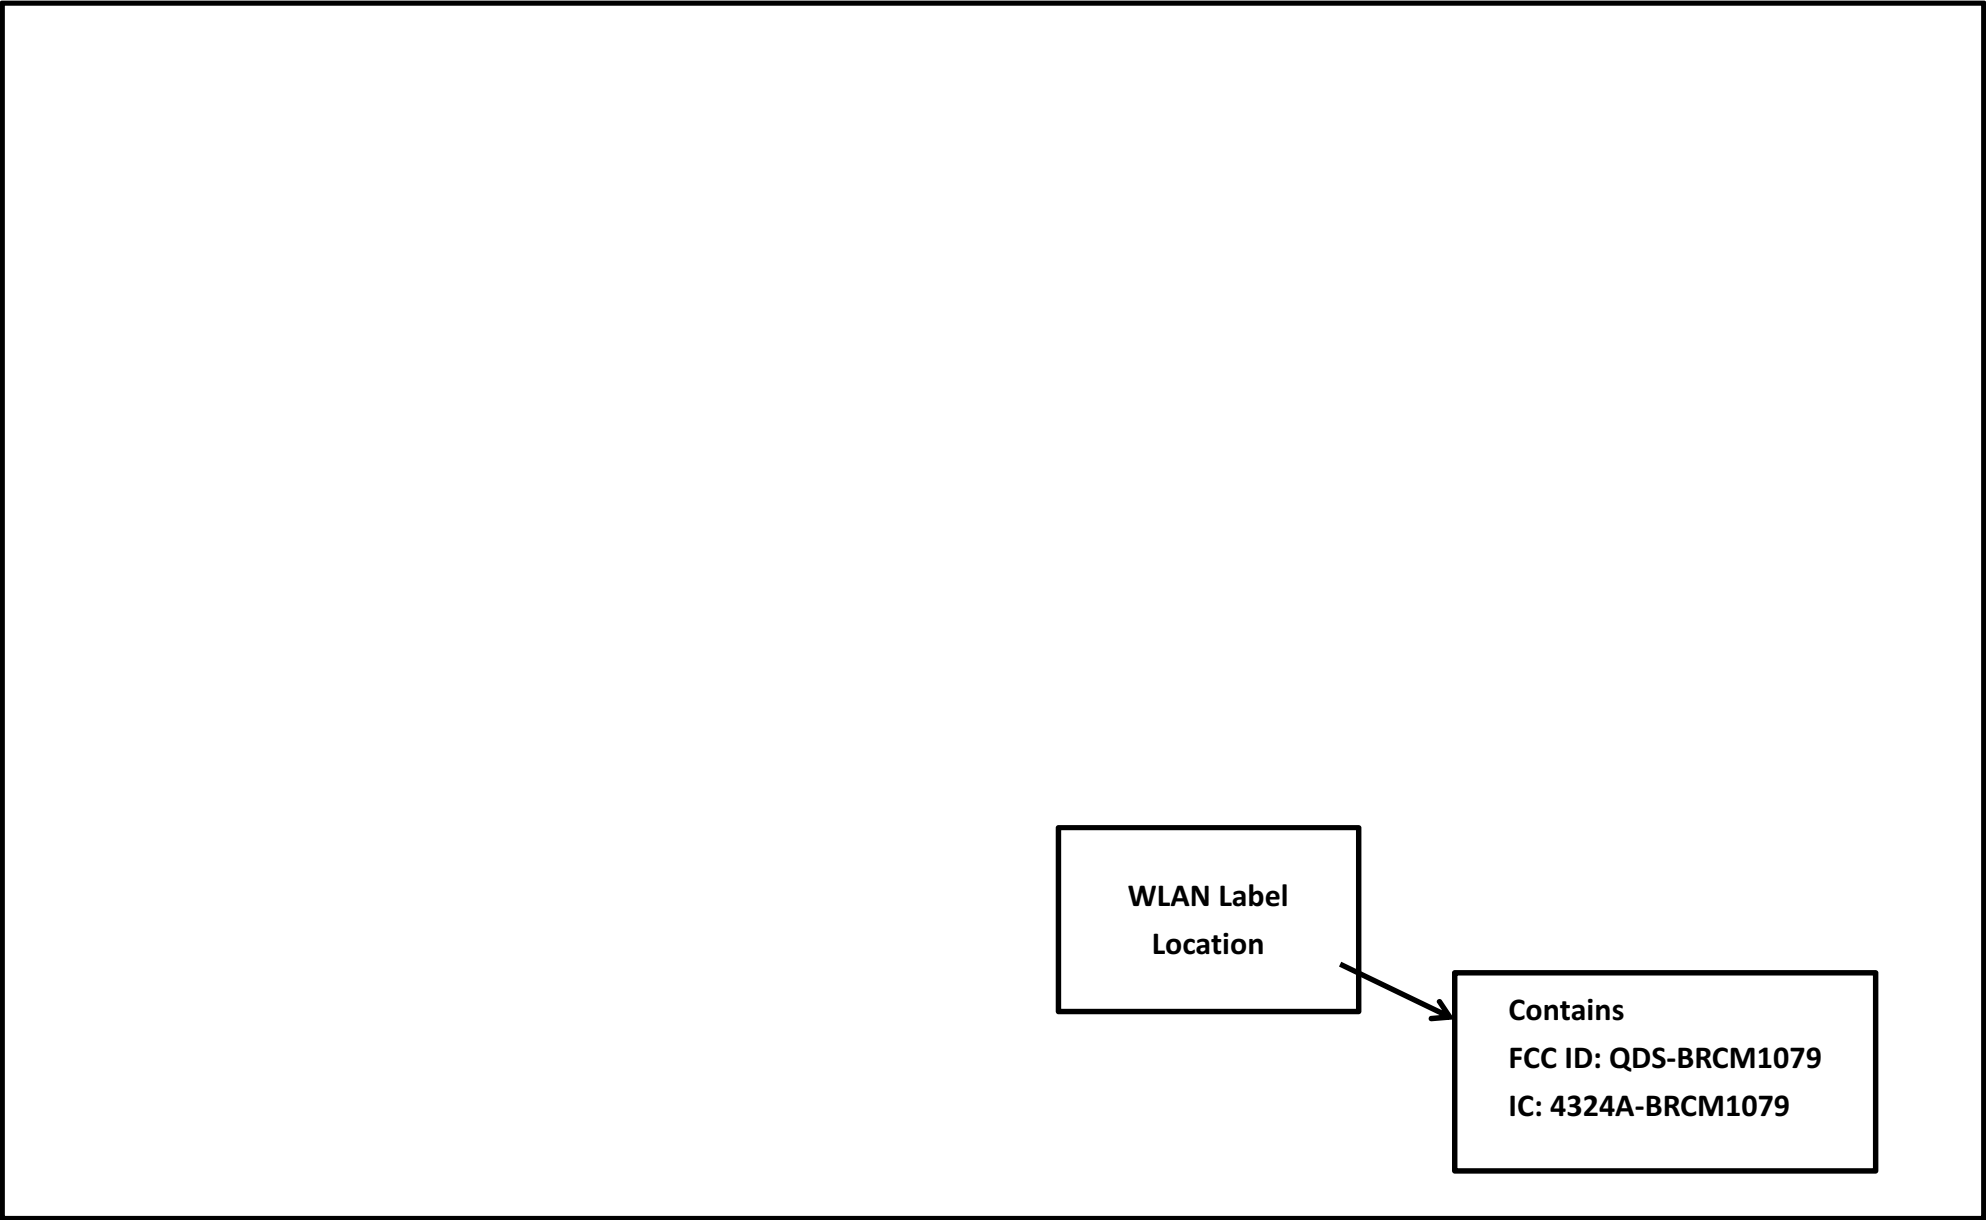 WLAN Label
Location
Contains
FCC ID: QDS-BRCM1079
IC: 4324A-BRCM1079